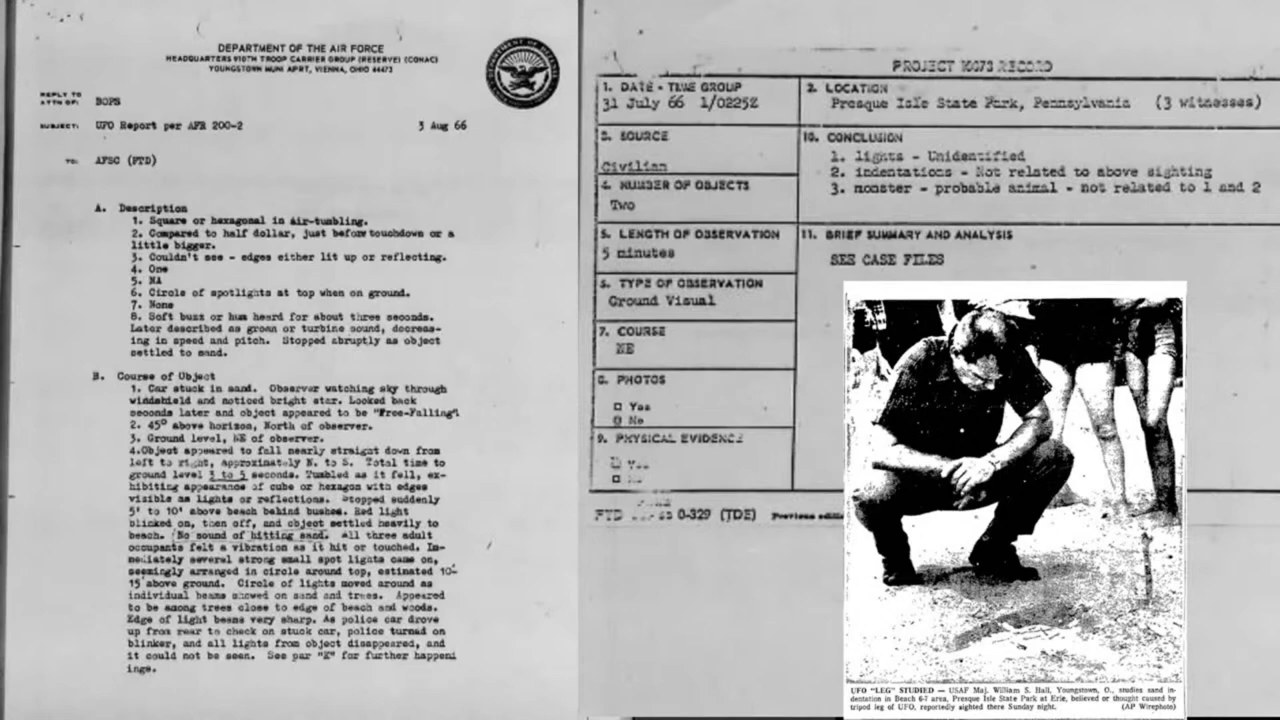 DEPARTMENT OF THE AIR FORCE
HEADQUARTERS 910TH TROOP CARRIER GROUP (RESERVE) (CONAC)
YOUNGSTOWN MUNI APRT, VIENNA, OHIO 44473
REPLY TO
ATTN OF: BOPS
SUBJECT: UFO Report per AFR 200-2 3 Aug 66
TO: AFSC (FTD)
A. Description
1. Square or hexagonal in air-tumbling.
2. Compared to half dollar, just before touchdown or a
little bigger.
3. Couldn't see - edges either lit up or reflecting.
4. One
5. NA
6. Circle of spotlights at top when on ground.
7. None
8. Soft buzz or hum heard for about three seconds.
Later described as groan or turbine sound, decreas-
ing in speed and pitch. Stopped abruptly as object
settled to sand.
B. Course of Object
1. Car stuck in sand. Observer watching sky through
windshield and noticed bright star. Looked back
seconds later and object appeared to be "Free-Falling"
2. 45° above horizon, North of observer.
3. Ground level, NE of observer.
4.Object appeared to fall nearly straight down from
left to right, approximately N. to S. Total time to
ground level 3 to 5 seconds. Tumbled as it fell, ex-
hibiting appearance of cube or hexagon with edges
visible as lights or reflections. Stopped suddenly
5' to 10' above beach behind bushes. Red light
blinked on, then off, and object settled heavily to
beach. No sound of hitting sand. All three adult
occupants felt a vibration as it hit or touched. Im-
mediately several strong small spot lights came on,
seemingly arranged in circle around top, estimated 10-
15 above ground. Circle of lights moved around as
individual beams showed on sand and trees. Appeared
to be among trees close to edge of beach and woods.
Edge of light beams very sharp. As police car drove
up from rear to check on stuck car, police turned on
blinker, and all lights from object disappeared, and
it could not be seen. See par "E" for further happeni
ings.
PROJECT 10073 RECORD
1. DATE - TIME GROUP
31 July 66 1/0225Z
2. LOCATION
Presque Isle State Park, Pennsylvania (3 witnesses)
3. SOURCE
Civilian
10. CONCLUSION
1. lights - Unidentified
2. indentations - Not related to above sighting
3. monster - probable animal - not related to 1 and 2
4. NUMBER OF OBJECTS
Two
5. LENGTH OF OBSERVATION
5 minutes
11. BRIEF SUMMARY AND ANALYSIS
SEE CASE FILES
6. TYPE OF OBSERVATION
Ground Visual
7. COURSE
NE
8. PHOTOS
Yes
No
9. PHYSICAL EVIDENCE
Yes
FTD 0-329 (TDE) Previous
UFO "LEG" STUDIED — USAF Maj. William S. Hall, Youngstown, O., studies sand in-
dentation in Beach 6-7 area, Presque Isle State Park at Erie, believed or thought caused by
tripod leg of UFO, reportedly sighted there Sunday night. (AP Wirephoto)